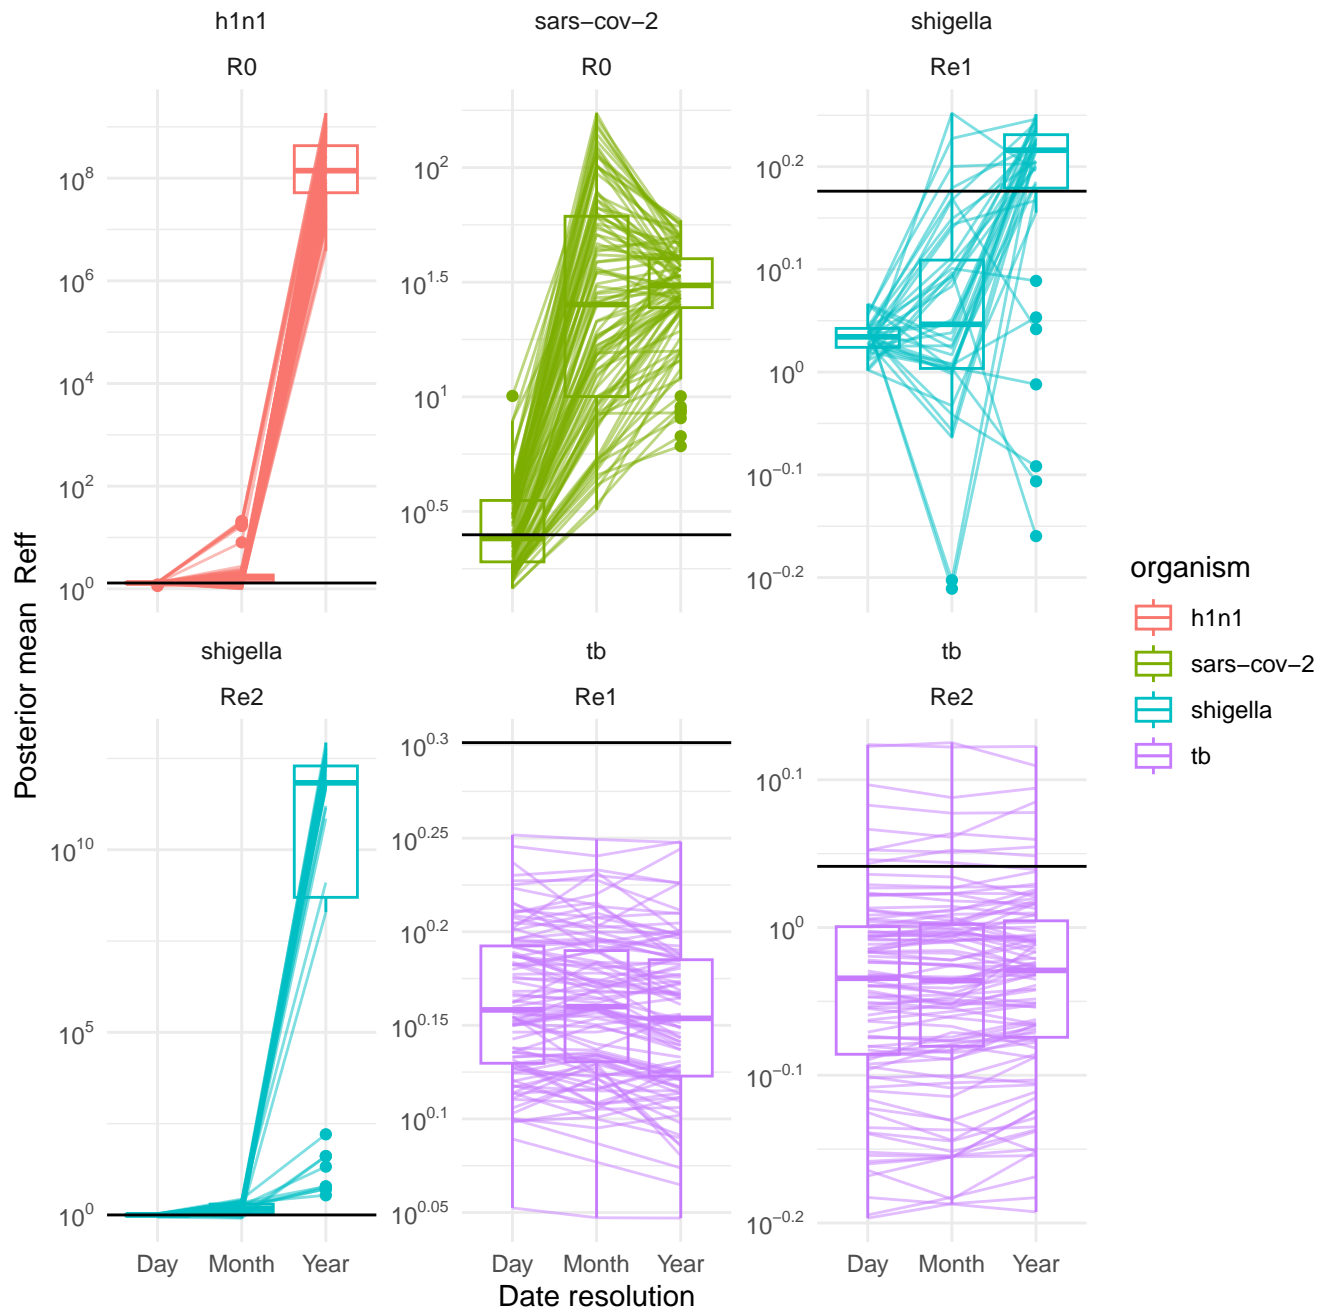 h1n1
R0
sars−cov−2
R0
shigella
Re1
10^8
10^6
10^4
10^2
10^0
10^2
10^1.5
10^1
10^0.5
10^0.2
10^0.1
10^0
10^−0.1
10^−0.2
shigella
Re2
tb
Re1
tb
Re2
10^10
10^5
10^0
10^0.3
10^0.25
10^0.2
10^0.15
10^0.1
10^0.05
10^0.1
10^0
10^−0.1
10^−0.2
Day Month Year
Day Month Year
Day Month Year
Date resolution
Posterior mean Reff
organism
h1n1
sars−cov−2
shigella
tb